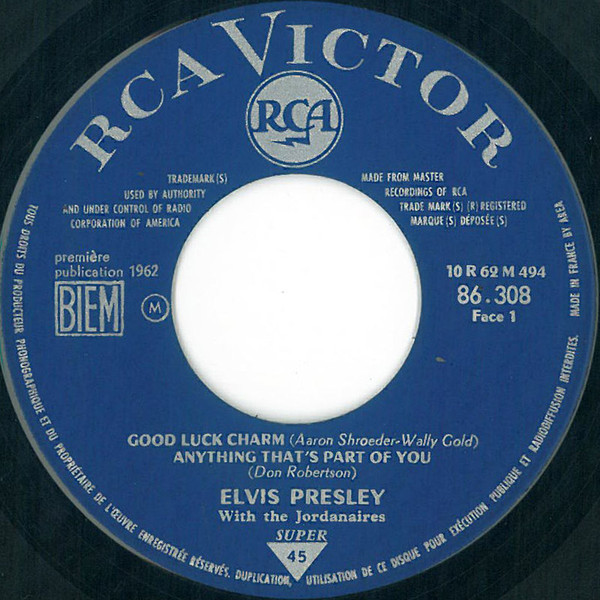 RCA VICTOR
RCA
TRADEMARK(S)
USED BY AUTHORITY
AND UNDER CONTROL OF RADIO
CORPORATION OF AMERICA
MADE FROM MASTER
RECORDINGS OF RCA
TRADE MARK(S) (R) REGISTERED
MARQUE(S) DÉPOSÉE(S)
première
publication 1962
BIEM
M
10 R 62 M 494
86.308
Face 1
GOOD LUCK CHARM (Aaron Shroeder-Wally Gold)
ANYTHING THAT'S PART OF YOU
(Don Robertson)
ELVIS PRESLEY
With the Jordanaires
SUPER
45
TOUS DROITS DU PRODUCTEUR PHONOGRAPHIQUE ET DU PROPRIÉTAIRE DE L'ŒUVRE ENREGISTRÉE RÉSERVÉS. DUPLICATION, UTILISATION DE CE DISQUE POUR EXÉCUTION PUBLIQUE ET RADIODIFFUSION INTERDITES. MADE IN FRANCE BY AREA